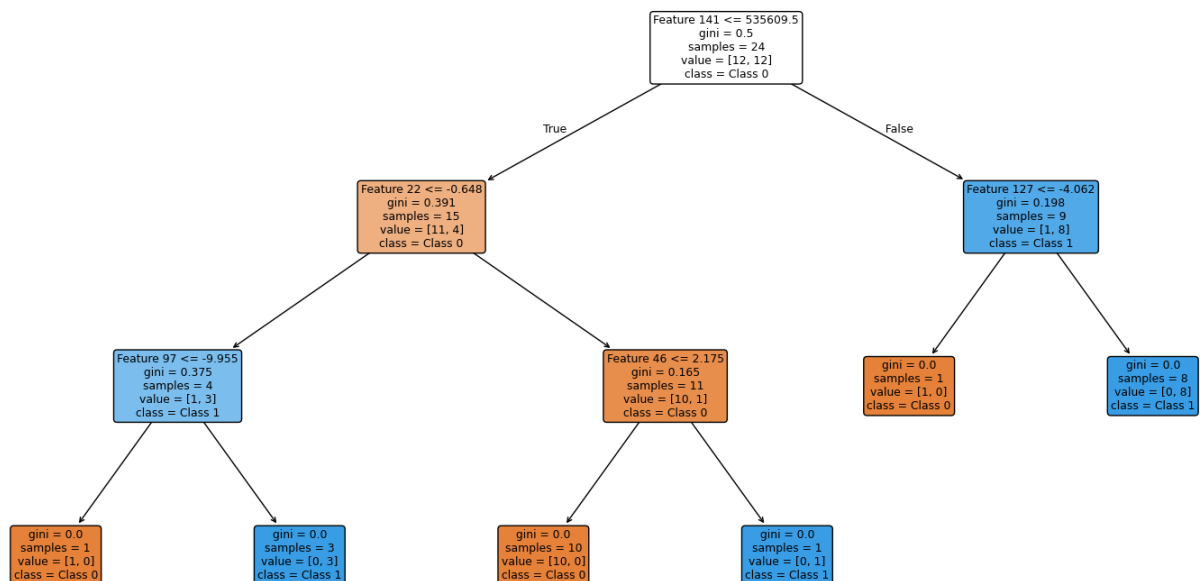 Feature 141 <= 535609.5
gini = 0.5
samples = 24
value = [12, 12]
class = Class 0
True
False
Feature 22 <= -0.648
gini = 0.391
samples = 15
value = [11, 4]
class = Class 0
Feature 127 <= -4.062
gini = 0.198
samples = 9
value = [1, 8]
class = Class 1
Feature 97 <= -9.955
gini = 0.375
samples = 4
value = [1, 3]
class = Class 1
Feature 46 <= 2.175
gini = 0.165
samples = 11
value = [10, 1]
class = Class 0
gini = 0.0
samples = 1
value = [1, 0]
class = Class 0
gini = 0.0
samples = 8
value = [0, 8]
class = Class 1
gini = 0.0
samples = 1
value = [1, 0]
class = Class 0
gini = 0.0
samples = 3
value = [0, 3]
class = Class 1
gini = 0.0
samples = 10
value = [10, 0]
class = Class 0
gini = 0.0
samples = 1
value = [0, 1]
class = Class 1